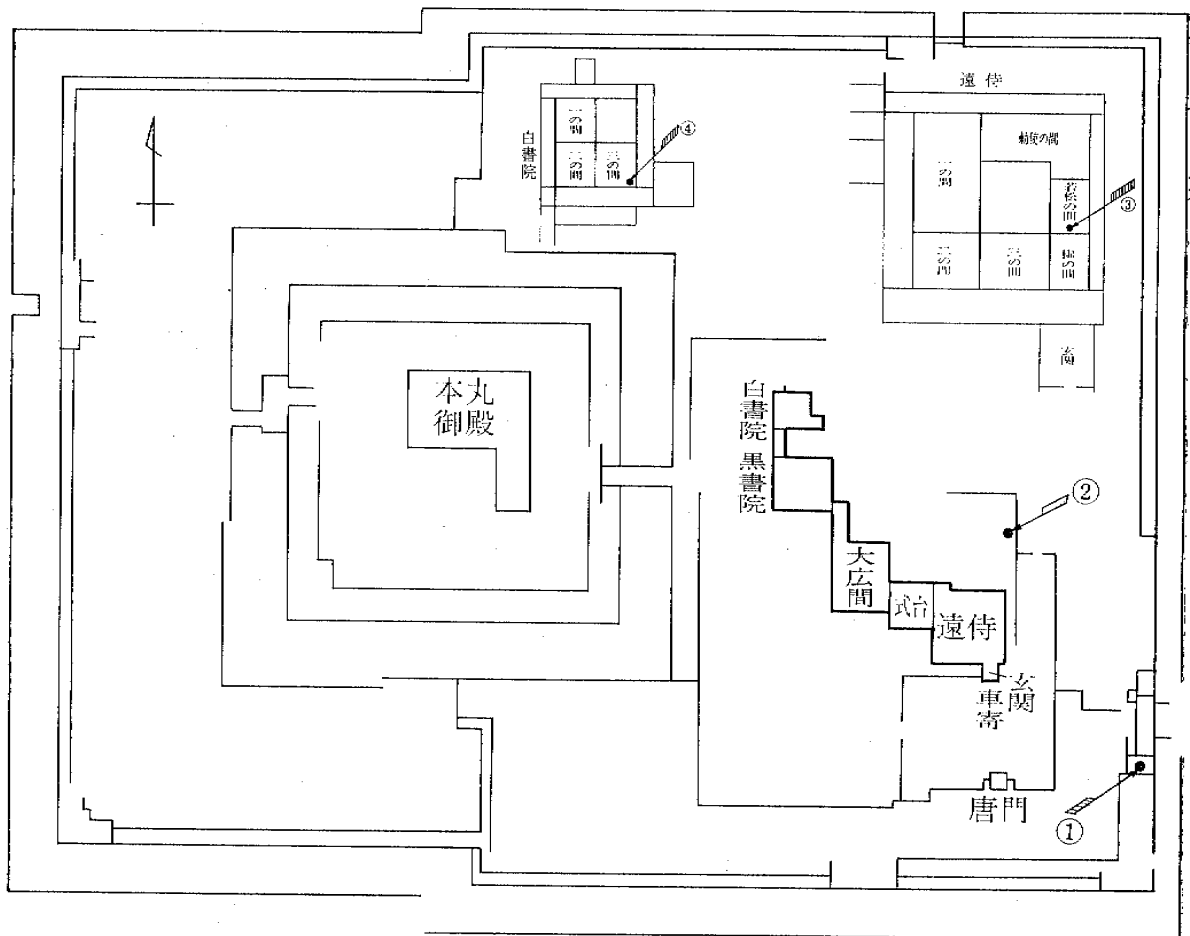 遠侍
④
白書院
一の間
二の間
三の間
勅使の間
一の間
若松の間
③
二の間
三の間
玄関
本丸
御殿
白書院
黒書院
②
大広間
式台
遠侍
玄関
車寄
唐門
①